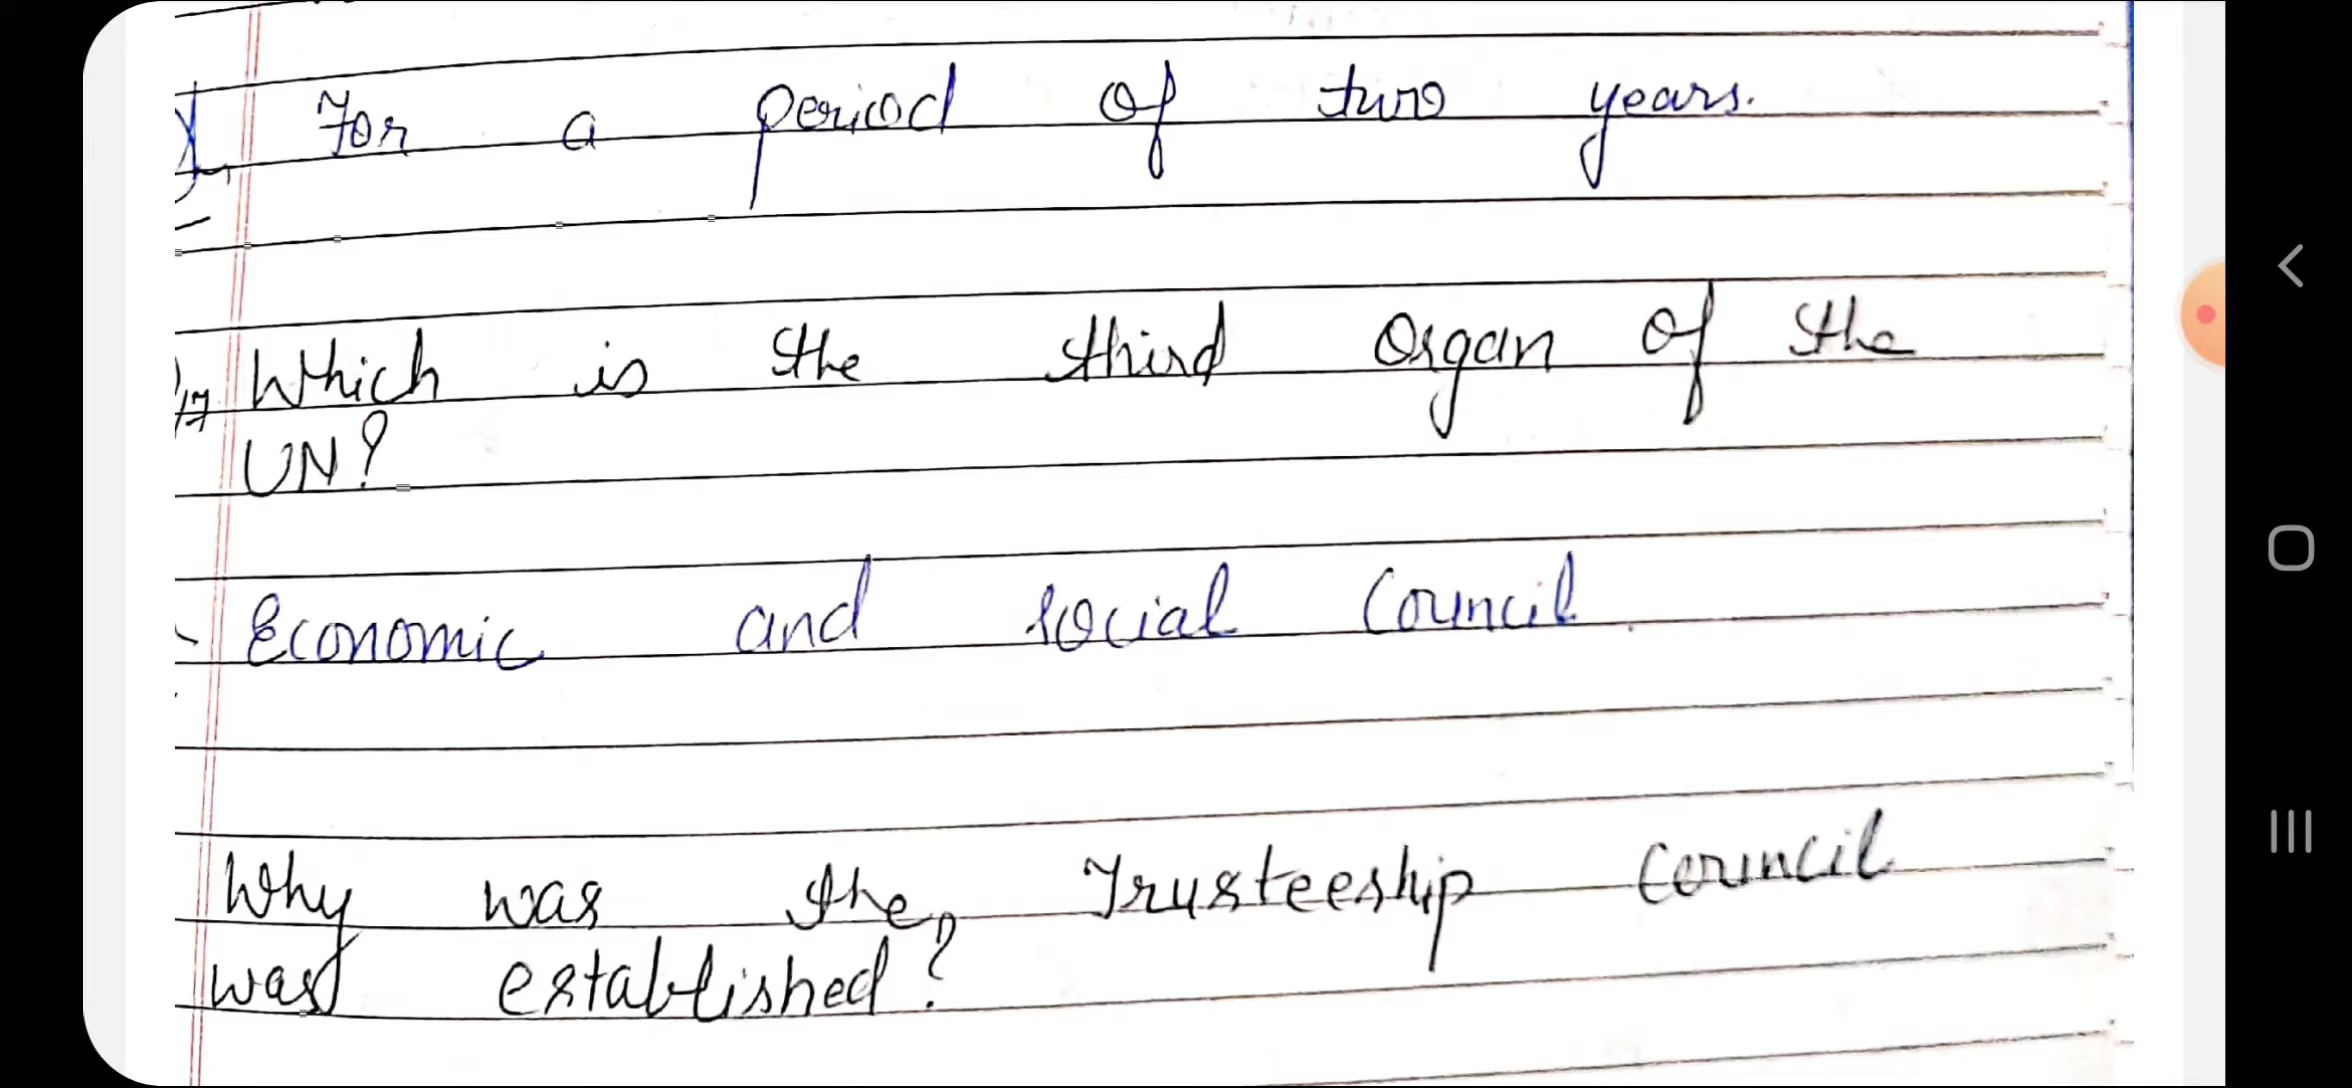 For a period of two years.
Which is the third organ of the
UN?
Economic and social Council.
Why was the Trusteeship Council
was established?